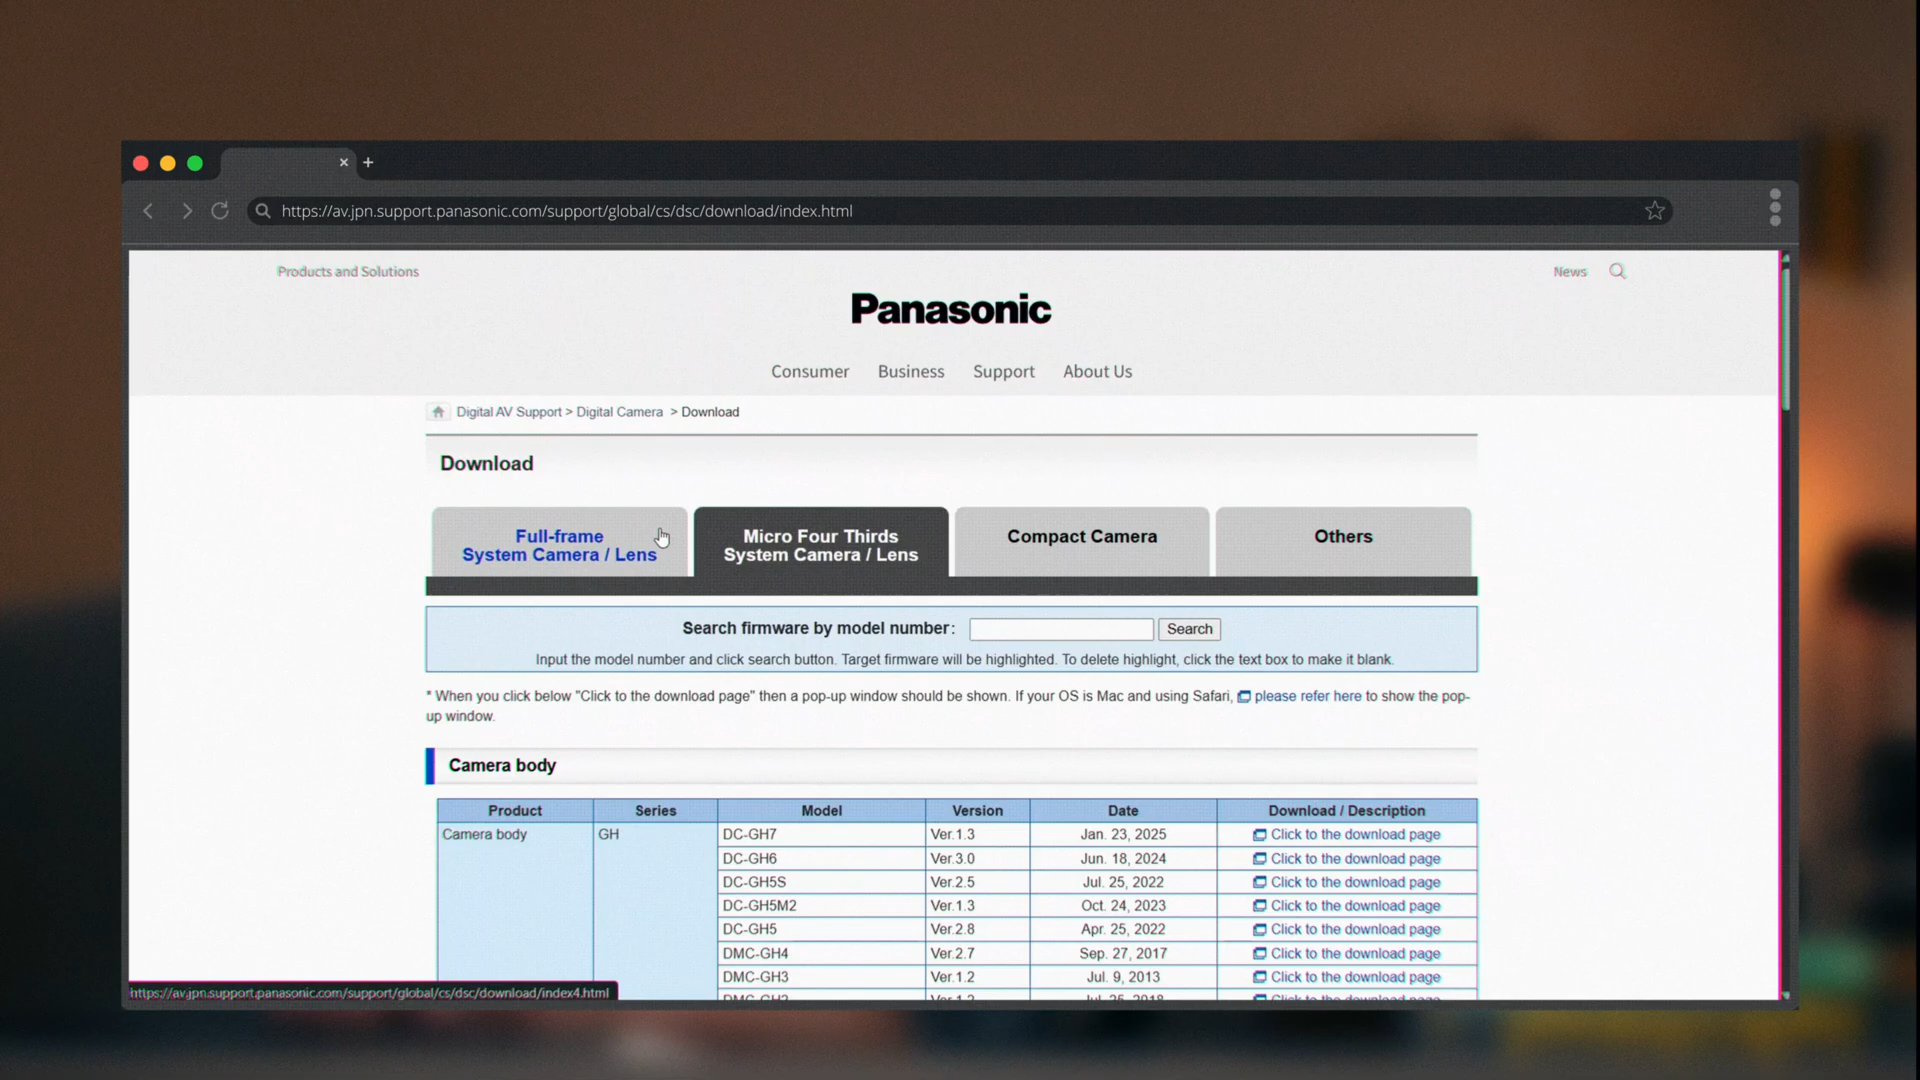 https://av.jpn.support.panasonic.com/support/global/cs/dsc/download/index.html
Products and Solutions
News
Panasonic
Consumer Business Support About Us
Digital AV Support > Digital Camera > Download
Download
Full-frame
System Camera / Lens
Micro Four Thirds
System Camera / Lens
Compact Camera
Others
Search firmware by model number: Search
Input the model number and click search button. Target firmware will be highlighted. To delete highlight, click the text box to make it blank.
* When you click below "Click to the download page" then a pop-up window should be shown. If your OS is Mac and using Safari, please refer here to show the pop-
up window.
Camera body
Product Series Model Version Date Download / Description
Camera body GH DC-GH7 Ver.1.3 Jan. 23, 2025 Click to the download page
DC-GH6 Ver.3.0 Jun. 18, 2024 Click to the download page
DC-GH5S Ver.2.5 Jul. 25, 2022 Click to the download page
DC-GH5M2 Ver.1.3 Oct. 24, 2023 Click to the download page
DC-GH5 Ver.2.8 Apr. 25, 2022 Click to the download page
DMC-GH4 Ver.2.7 Sep. 27, 2017 Click to the download page
DMC-GH3 Ver.1.2 Jul. 9, 2013 Click to the download page
Click to the download page
https://av.jpn.support.panasonic.com/support/global/cs/dsc/download/index4.html